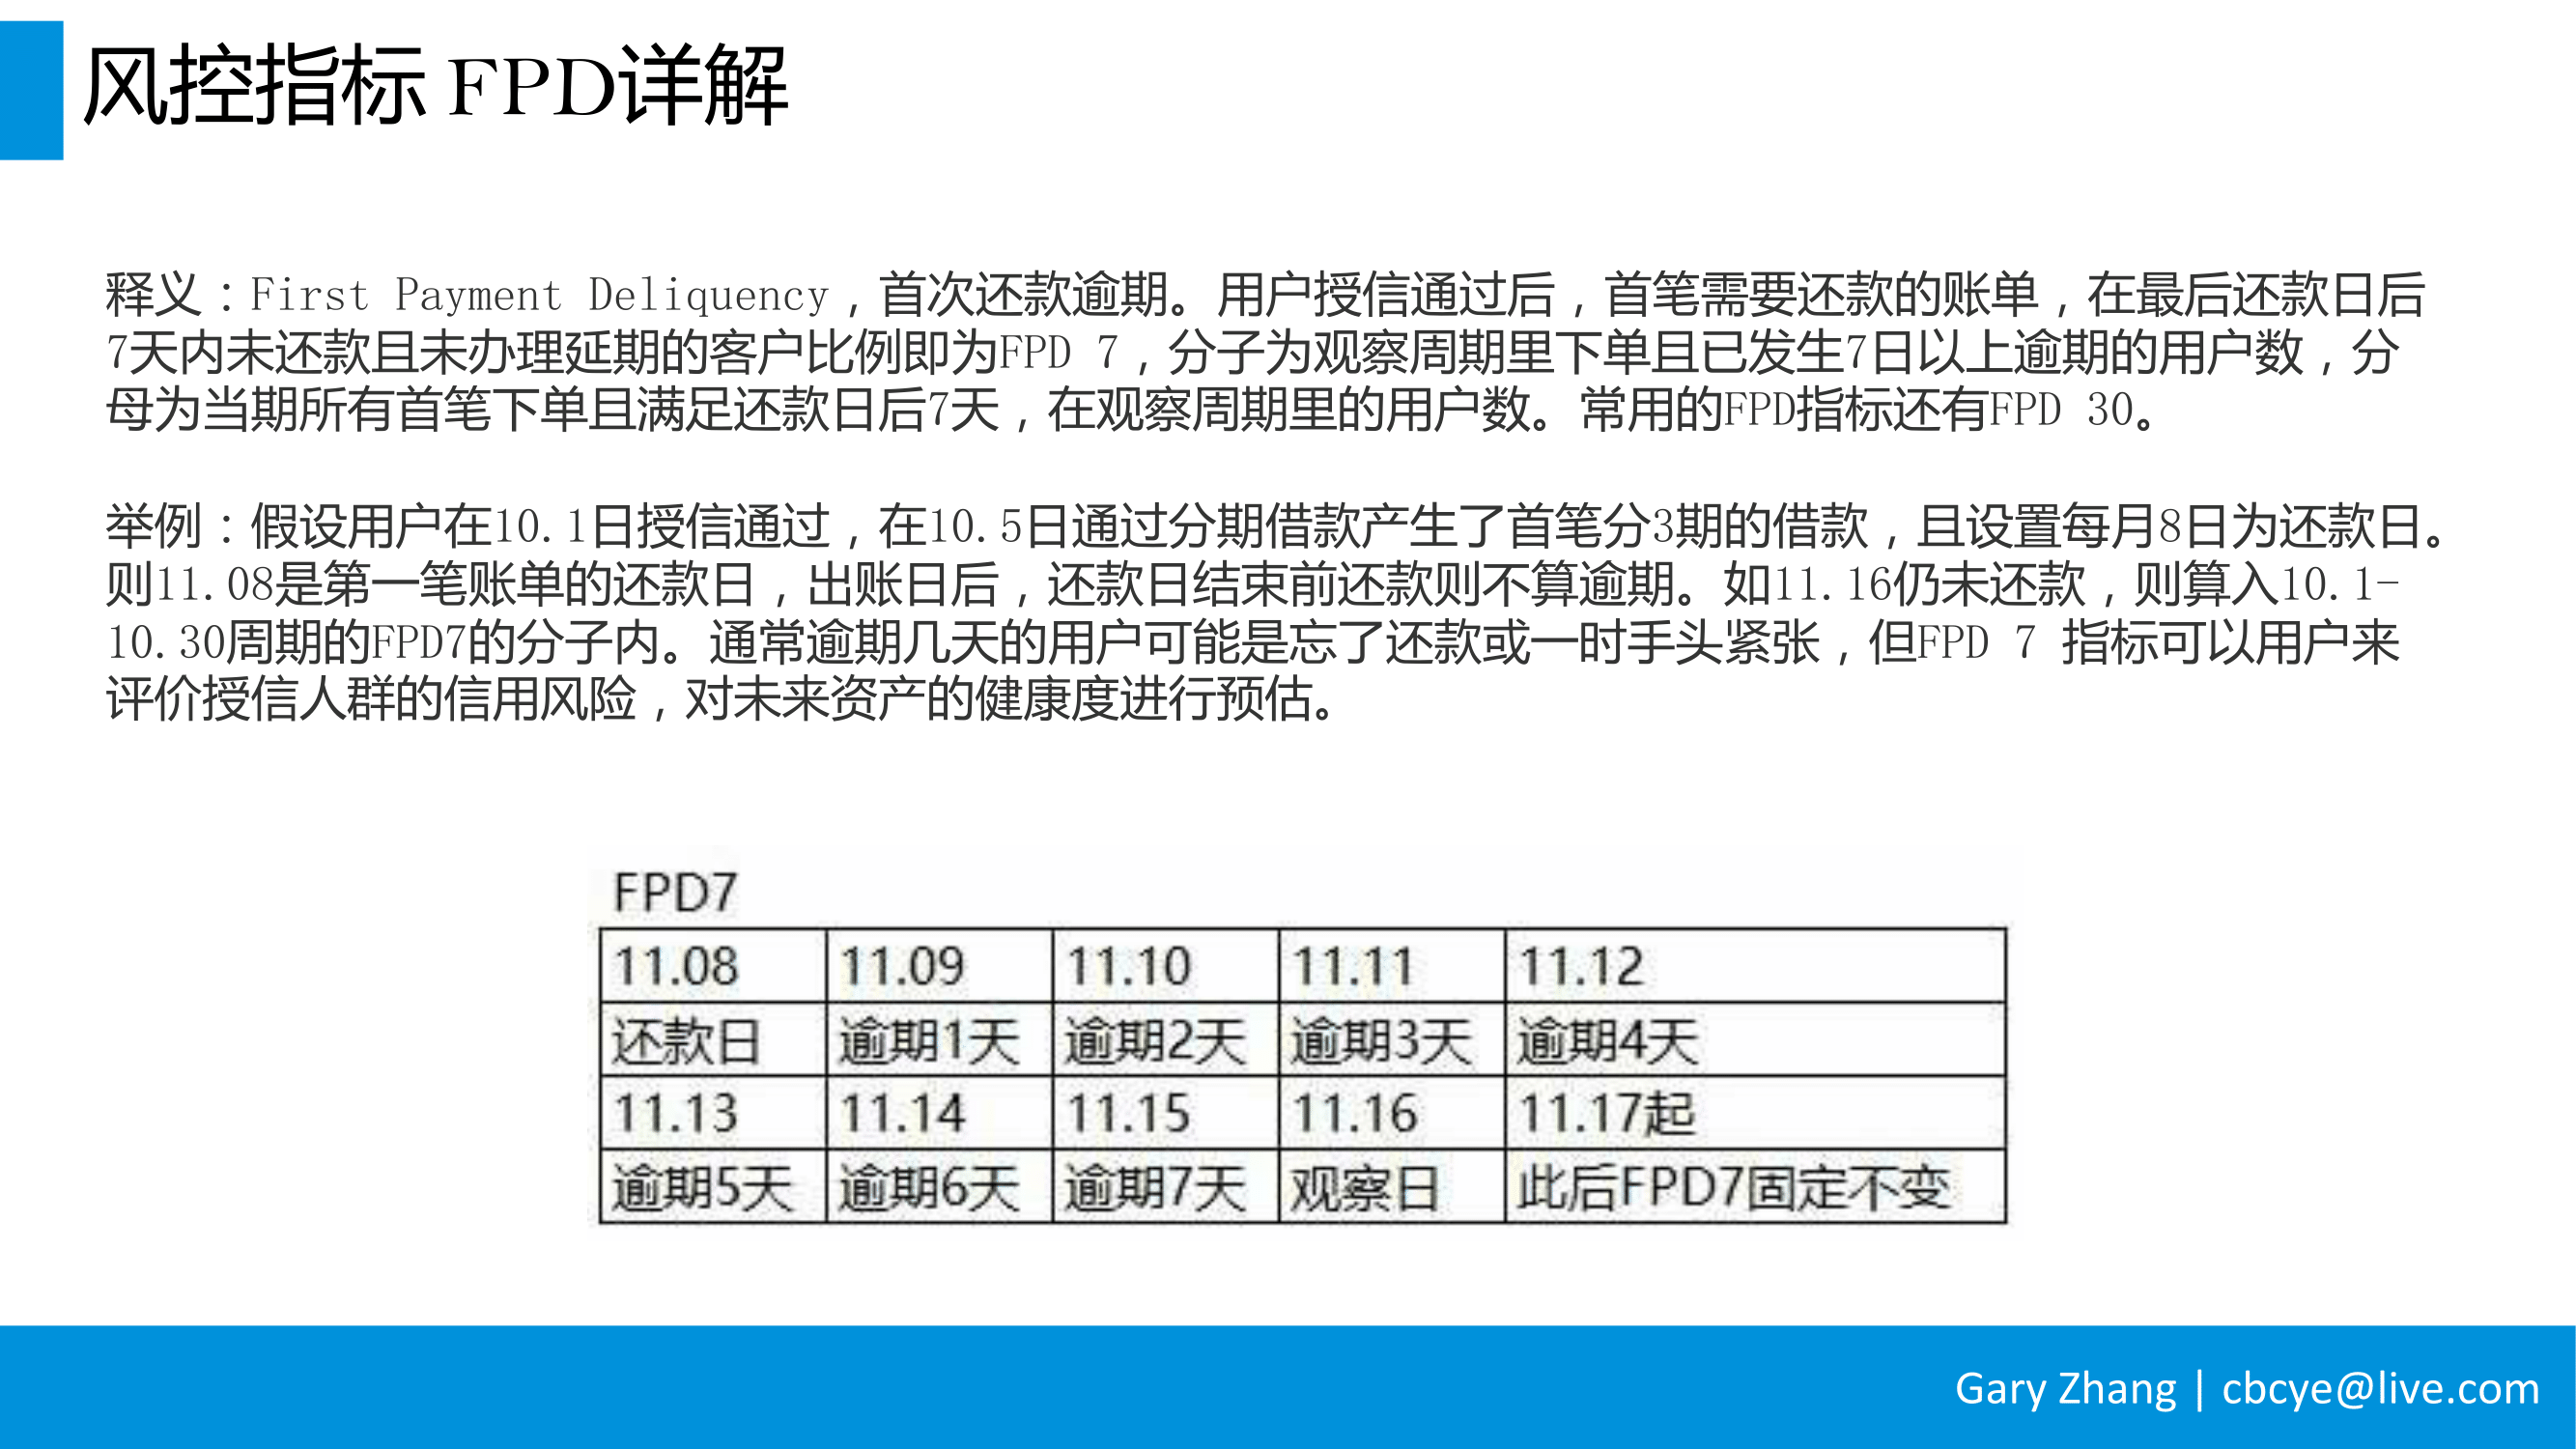 风控指标 FPD详解
释义：First Payment Deliquency，首次还款逾期。用户授信通过后，首笔需要还款的账单，在最后还款日后
7天内未还款且未办理延期的客户比例即为FPD 7，分子为观察周期里下单且已发生7日以上逾期的用户数，分
母为当期所有首笔下单且满足还款日后7天，在观察周期里的用户数。常用的FPD指标还有FPD 30。
举例：假设用户在10.1日授信通过，在10.5日通过分期借款产生了首笔分3期的借款，且设置每月8日为还款日。
则11.08是第一笔账单的还款日，出账日后，还款日结束前还款则不算逾期。如11.16仍未还款，则算入10.1-
10.30周期的FPD7的分子内。通常逾期几天的用户可能是忘了还款或一时手头紧张，但FPD 7 指标可以用户来
评价授信人群的信用风险，对未来资产的健康度进行预估。
FPD7
11.08 11.09 11.10 11.11 11.12
还款日 逾期1天 逾期2天 逾期3天 逾期4天
11.13 11.14 11.15 11.16 11.17起
逾期5天 逾期6天 逾期7天 观察日 此后FPD7固定不变
Gary Zhang | cbcye@live.com